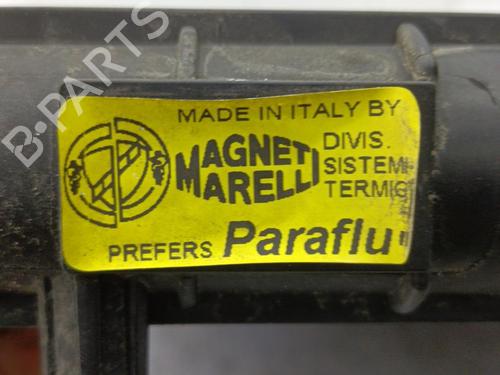 B-PARTS
MADE IN ITALY BY
MAGNETI
MARELLI
DIVIS.
SISTEMI
TERMICI
PREFERS Paraflu